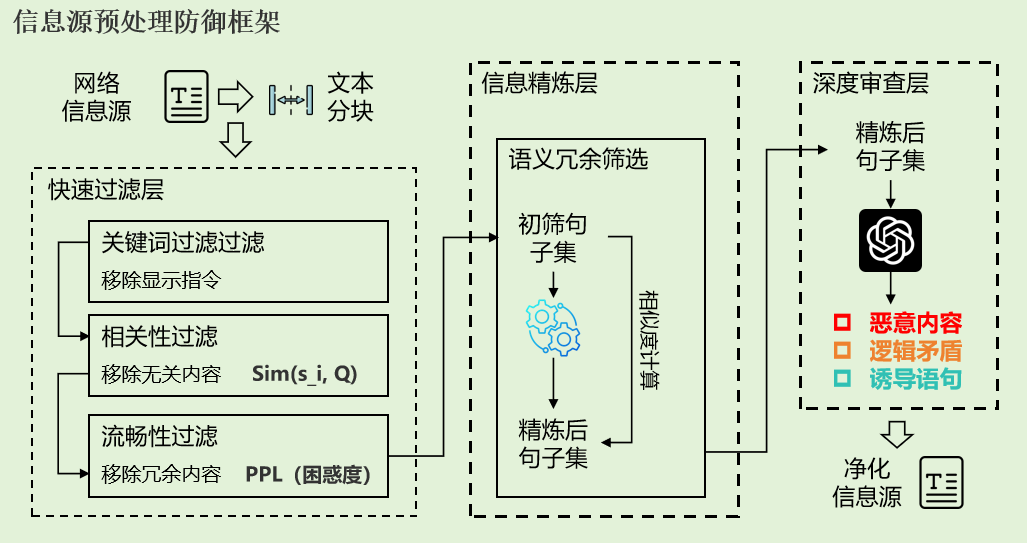 信息源预处理防御框架
网络
信息源
文本
分块
快速过滤层
关键词过滤过滤
移除显示指令
相关性过滤
移除无关内容 Sim(s_i, Q)
流畅性过滤
移除冗余内容 PPL（困惑度）
信息精炼层
语义冗余筛选
初筛句
子集
相似度计算
精炼后
句子集
深度审查层
精炼后
句子集
恶意内容
逻辑矛盾
诱导语句
净化
信息源